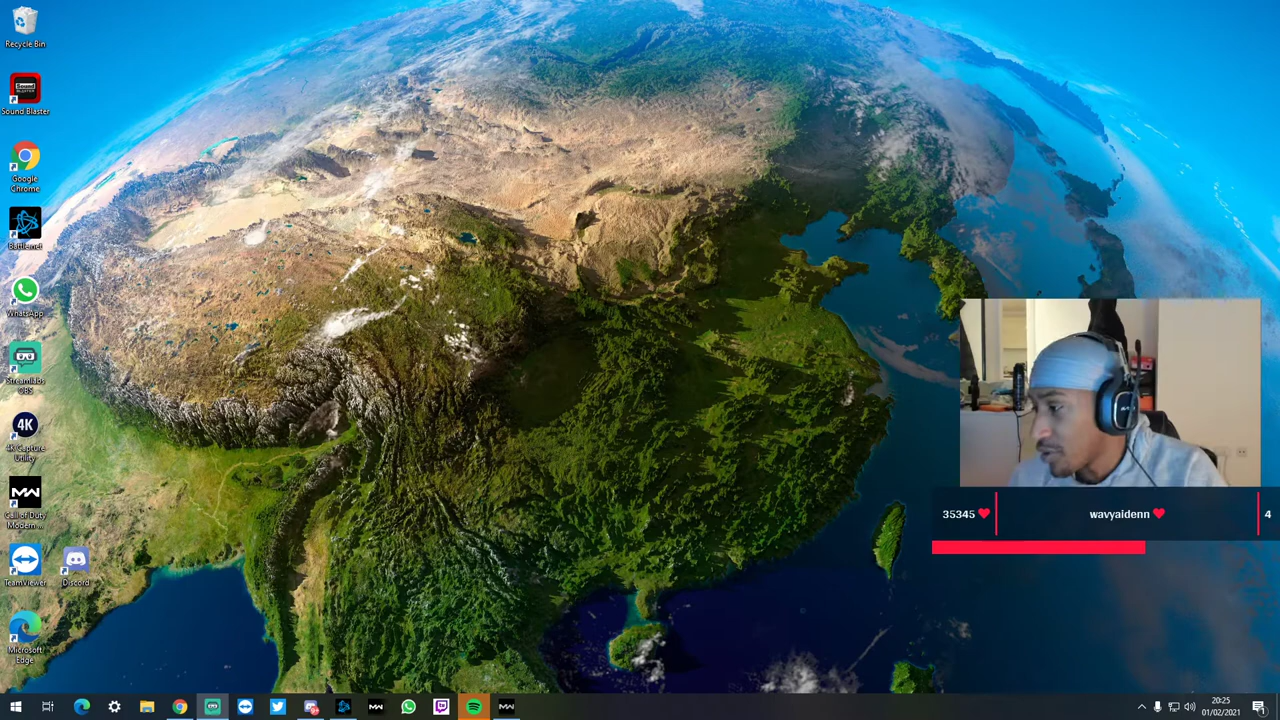 Recycle Bin
Sound Blaster
Google
Chrome
Battle.net
WhatsApp
Streamlabs
OBS
4K
4K Capture
Utility
Call of Duty
Modern ...
TeamViewer
Discord
Microsoft
Edge
35345
wavyaidenn
4
20:25
01/02/2021